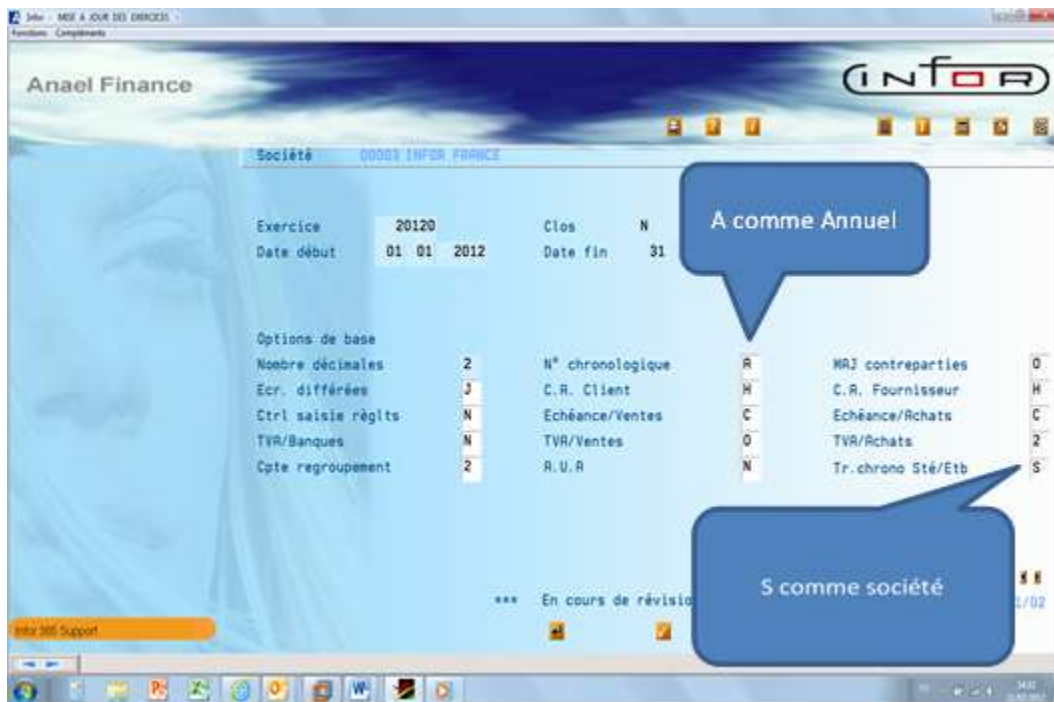 Infor - MISE A JOUR DES EXERCICES -
Fonctions Compléments
Anael Finance
infor
Société 00003 INFOR FRANCE
Exercice 20120 Clos N
Date début 01 01 2012 Date fin 31
A comme Annuel
Options de base
Nombre décimales 2 N° chronologique A MAJ contreparties O
Ecr. différées J C.A. Client H C.A. Fournisseur H
Ctrl saisie règlts N Echéance/Ventes C Echéance/Achats C
TVA/Banques N TVA/Ventes O TVA/Achats 2
Cpte regroupement 2 A.U.A N Tr.chrono Sté/Etb S
S comme société
*** En cours de révisio
1/02
Infor 365 Support